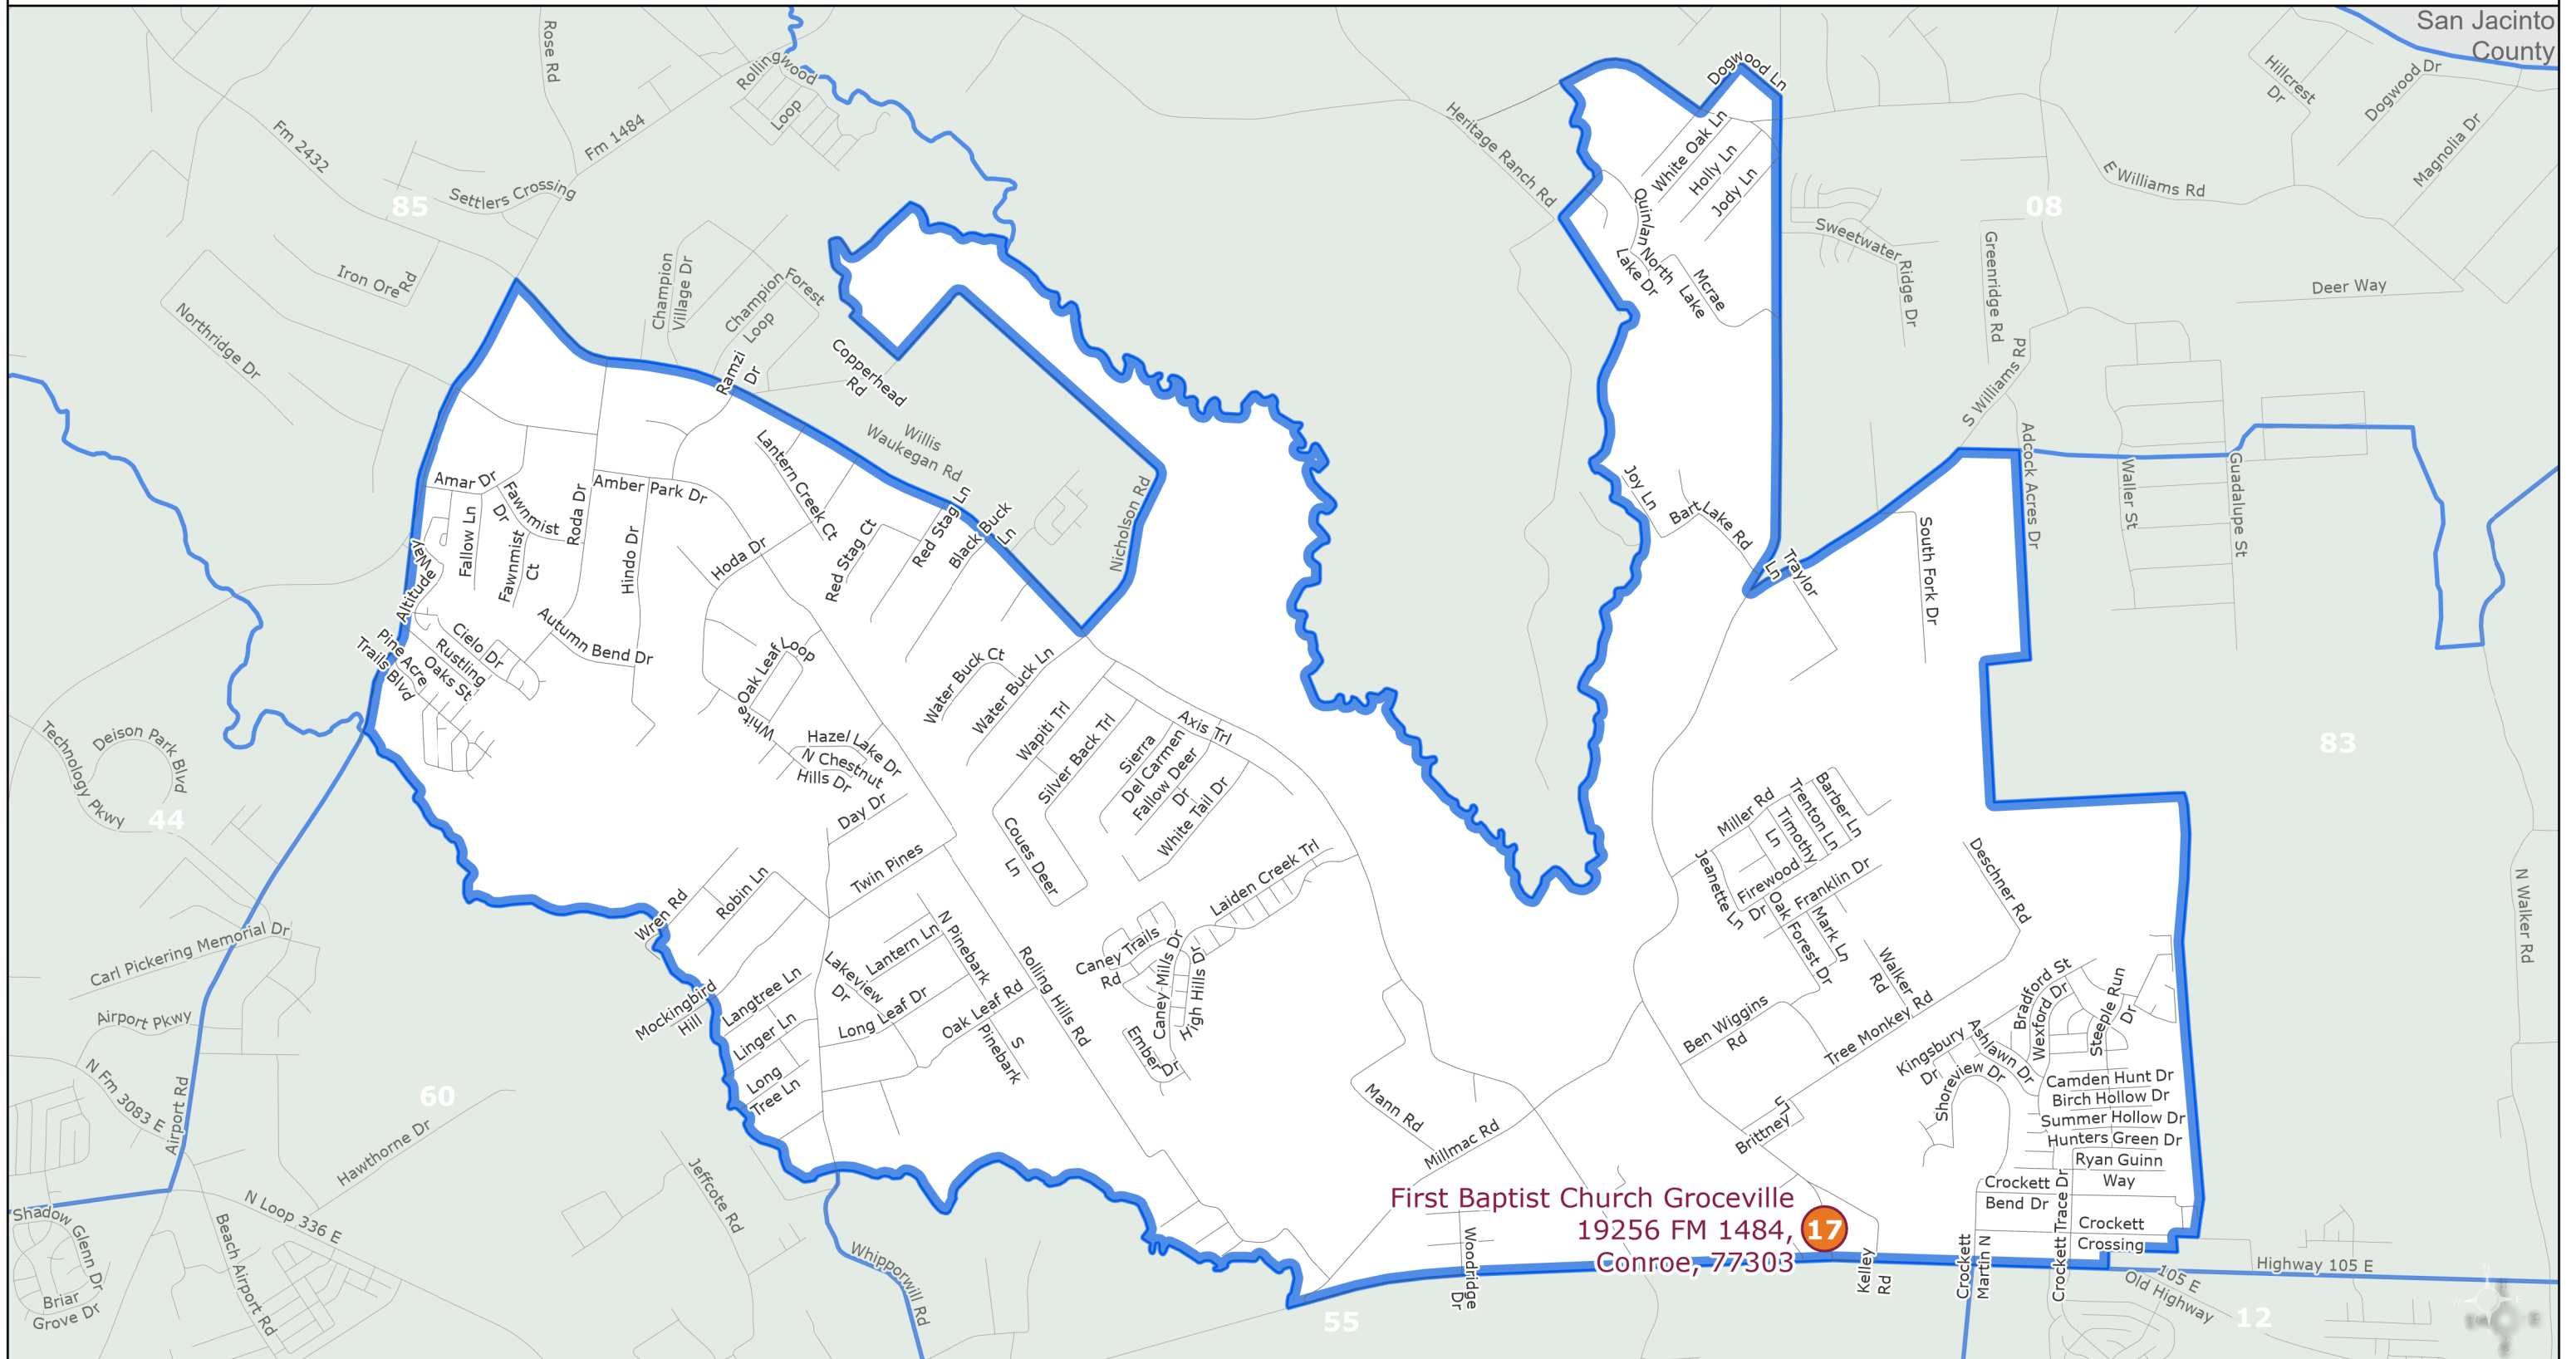 San Jacinto
County
Rose Rd
Rollingwood
Loop
Dogwood Ln
Hillcrest
Dr
Dogwood Dr
Magnolia Dr
Fm 2432
Fm 1484
Heritage Ranch Rd
White Oak Ln
Holly Ln
Jody Ln
E Williams Rd
85
Settlers Crossing
08
Quinlan
North
Lake
Lake Dr
Mcrae
Sweetwater
Ridge Dr
Greenridge Rd
Rd
Deer Way
Iron Ore Rd
Champion
Village Dr
Champion
Forest
Loop
Northridge Dr
Ramzi
Dr
Copperhead
Rd
S Williams Rd
Willis
Waukegan Rd
Lantern Creek Ct
Amar Dr
Fawnmist
Dr
Amber Park Dr
Roda Dr
Fallow Ln
Fawnmist
Ct
Hindo Dr
Hoda Dr
Red Stag Ct
Red Stag Ln
Black Buck
Ln
Nicholson Rd
Joy Ln
Bart Lake Rd
Traylor
Ln
South Fork Dr
Adcock Acres Dr
Waller St
Guadalupe St
Altitude
Way
Pine Acre
Trails Blvd
Cielo Dr
Rustling
Oaks St
Autumn Bend Dr
White Oak Leaf Loop
Water Buck Ct
Water Buck Ln
Wapiti Trl
Silver Back Trl
Sierra
Del Carmen
Axis Trl
Fallow Deer
Dr
White Tail Dr
Hazel Lake Dr
N Chestnut
Hills Dr
Day Dr
Technology Pkwy
Deison Park Blvd
44
83
Coues Deer
Ln
Twin Pines
Laiden Creek Trl
Miller Rd
Barber Ln
Trenton Ln
Timothy
Ln
Jeanette Ln
Firewood
Dr
Franklin Dr
Oak Forest Dr
Mark Ln
Deschner Rd
N Walker Rd
Wren Rd
Robin Ln
N Pinebark
Lantern Ln
Lakeview
Dr
Caney Trails
Rd
Caney Mills Dr
High Hills Dr
Walker
Rd
Carl Pickering Memorial Dr
Airport Pkwy
Mockingbird
Hill
Langtree Ln
Linger Ln
Long
Tree Ln
Long Leaf Dr
Oak Leaf Rd
S
Pinebark
Rolling Hills Rd
Ember Dr
Ben Wiggins
Rd
Tree Monkey Rd
Bradford St
Wexford Dr
Steeple Run
Dr
Kingsbury
Dr
Ashlawn Dr
Shoreview Dr
Camden Hunt Dr
Birch Hollow Dr
Summer Hollow Dr
Hunters Green Dr
Ryan Guinn
Way
N Fm 3083 E
Airport Rd
60
Hawthorne Dr
Mann Rd
Millmac Rd
Brittney
Ln
Jeffcote Rd
Crockett
Bend Dr
Crockett Trace Dr
Crockett
Crossing
First Baptist Church Groceville
19256 FM 1484,
Conroe, 77303
17
Shadow Glenn Dr
N Loop 336 E
Beach Airport Rd
Whipporwill Rd
Woodridge
Dr
Kelley
Rd
Crockett
Martin N
Highway 105 E
105 E
Old Highway
Briar
Grove Dr
55
12